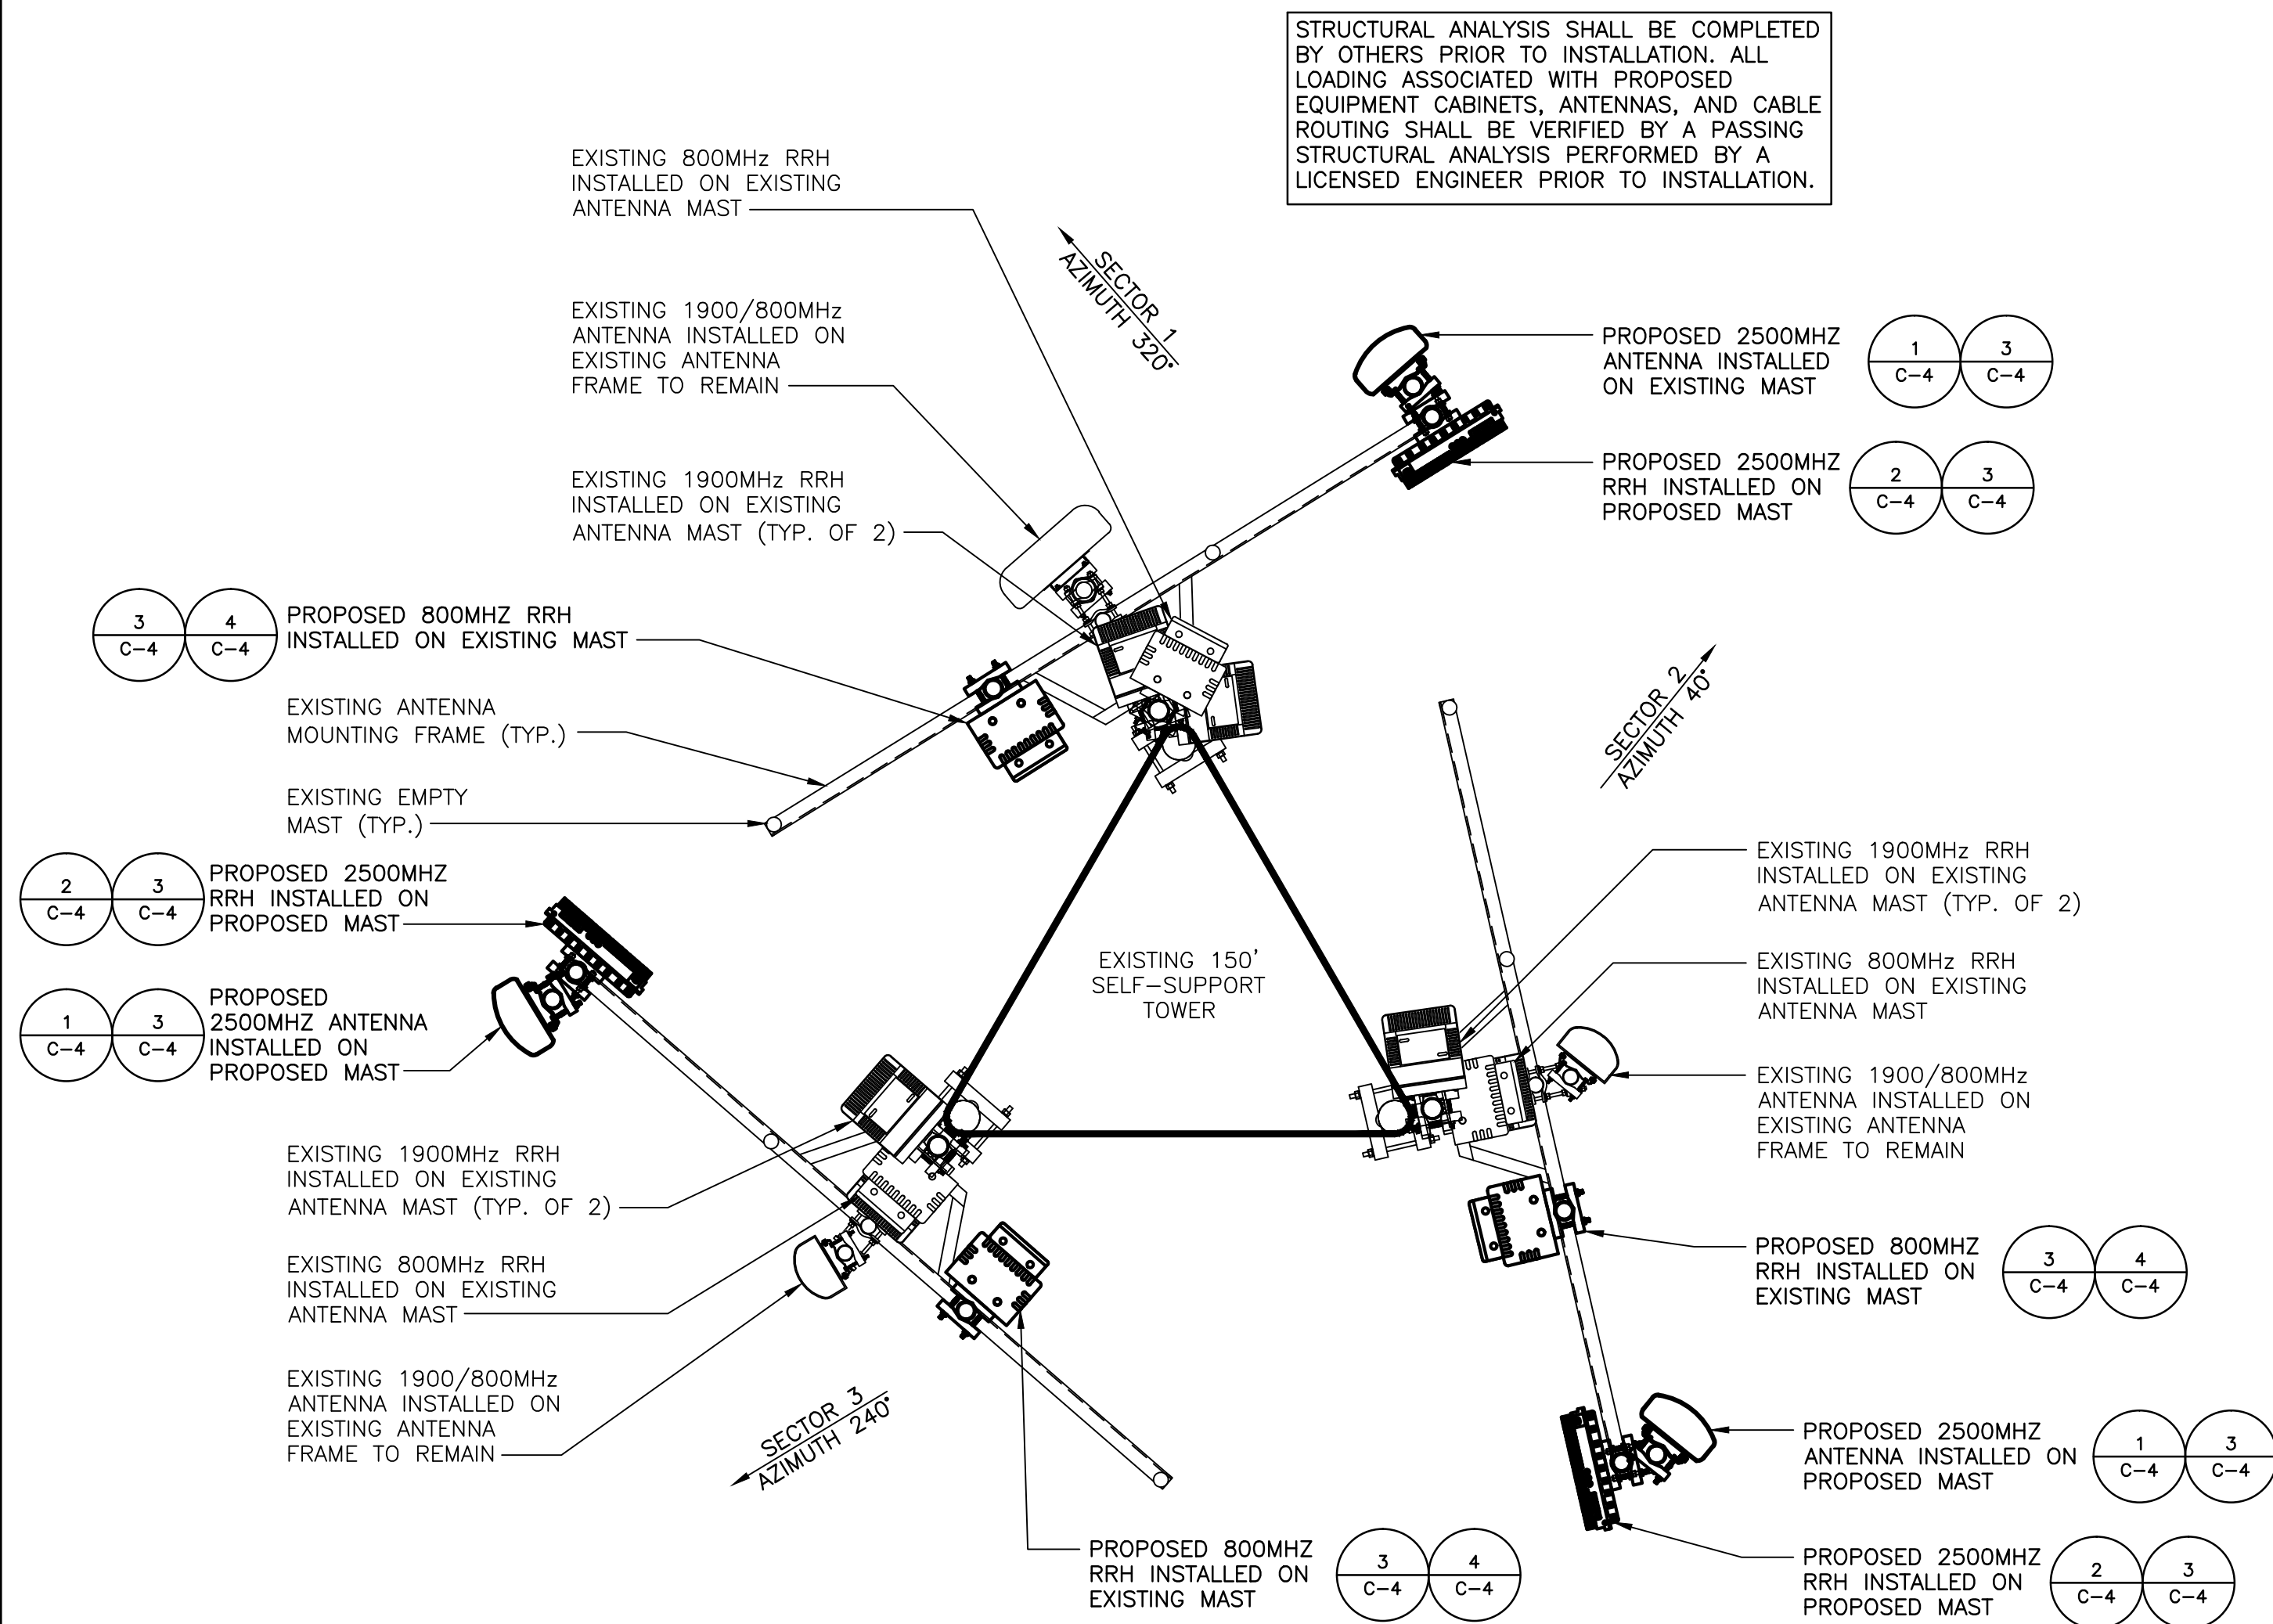 STRUCTURAL ANALYSIS SHALL BE COMPLETED
BY OTHERS PRIOR TO INSTALLATION. ALL
LOADING ASSOCIATED WITH PROPOSED
EQUIPMENT CABINETS, ANTENNAS, AND CABLE
ROUTING SHALL BE VERIFIED BY A PASSING
STRUCTURAL ANALYSIS PERFORMED BY A
LICENSED ENGINEER PRIOR TO INSTALLATION.
EXISTING 800MHz RRH
INSTALLED ON EXISTING
ANTENNA MAST
SECTOR 1
AZIMUTH 320°
EXISTING 1900/800MHz
ANTENNA INSTALLED ON
EXISTING ANTENNA
FRAME TO REMAIN
PROPOSED 2500MHZ
ANTENNA INSTALLED
ON EXISTING MAST
1
C-4
3
C-4
EXISTING 1900MHz RRH
INSTALLED ON EXISTING
ANTENNA MAST (TYP. OF 2)
PROPOSED 2500MHZ
RRH INSTALLED ON
PROPOSED MAST
2
C-4
3
C-4
3
C-4
4
C-4
PROPOSED 800MHZ RRH
INSTALLED ON EXISTING MAST
EXISTING ANTENNA
MOUNTING FRAME (TYP.)
SECTOR 2
AZIMUTH 40°
EXISTING EMPTY
MAST (TYP.)
2
C-4
3
C-4
PROPOSED 2500MHZ
RRH INSTALLED ON
PROPOSED MAST
EXISTING 1900MHz RRH
INSTALLED ON EXISTING
ANTENNA MAST (TYP. OF 2)
EXISTING 150'
SELF-SUPPORT
TOWER
EXISTING 800MHz RRH
INSTALLED ON EXISTING
ANTENNA MAST
1
C-4
3
C-4
PROPOSED
2500MHZ ANTENNA
INSTALLED ON
PROPOSED MAST
EXISTING 1900/800MHz
ANTENNA INSTALLED ON
EXISTING ANTENNA
FRAME TO REMAIN
EXISTING 1900MHz RRH
INSTALLED ON EXISTING
ANTENNA MAST (TYP. OF 2)
PROPOSED 800MHZ
RRH INSTALLED ON
EXISTING MAST
3
C-4
4
C-4
EXISTING 800MHz RRH
INSTALLED ON EXISTING
ANTENNA MAST
EXISTING 1900/800MHz
ANTENNA INSTALLED ON
EXISTING ANTENNA
FRAME TO REMAIN
SECTOR 3
AZIMUTH 240°
PROPOSED 2500MHZ
ANTENNA INSTALLED ON
PROPOSED MAST
1
C-4
3
C-4
PROPOSED 800MHZ
RRH INSTALLED ON
EXISTING MAST
3
C-4
4
C-4
PROPOSED 2500MHZ
RRH INSTALLED ON
PROPOSED MAST
2
C-4
3
C-4